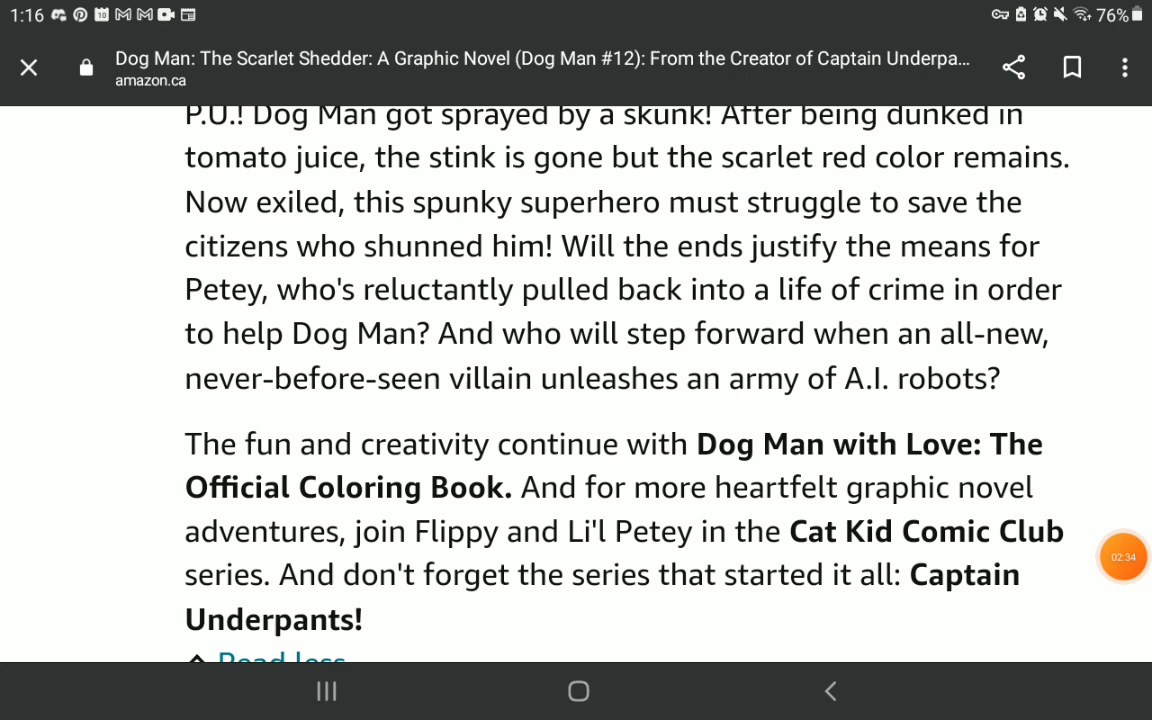 1:16
76%
Dog Man: The Scarlet Shedder: A Graphic Novel (Dog Man #12): From the Creator of Captain Underpa...
amazon.ca
P.U.! Dog Man got sprayed by a skunk! After being dunked in
tomato juice, the stink is gone but the scarlet red color remains.
Now exiled, this spunky superhero must struggle to save the
citizens who shunned him! Will the ends justify the means for
Petey, who's reluctantly pulled back into a life of crime in order
to help Dog Man? And who will step forward when an all-new,
never-before-seen villain unleashes an army of A.I. robots?
The fun and creativity continue with Dog Man with Love: The
Official Coloring Book. And for more heartfelt graphic novel
adventures, join Flippy and Li'l Petey in the Cat Kid Comic Club
series. And don't forget the series that started it all: Captain
Underpants!
02:34
Read less